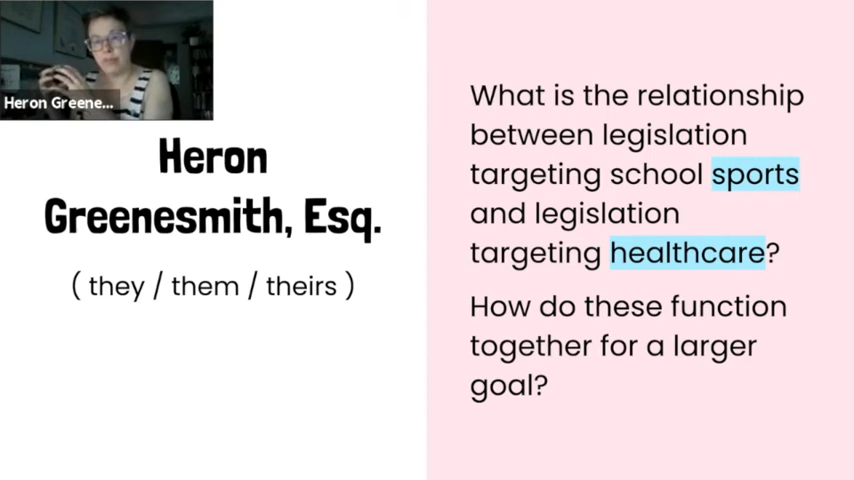 Heron Greene...
Heron
Greenesmith, Esq.
( they / them / theirs )
What is the relationship
between legislation
targeting school sports
and legislation
targeting healthcare?
How do these function
together for a larger
goal?